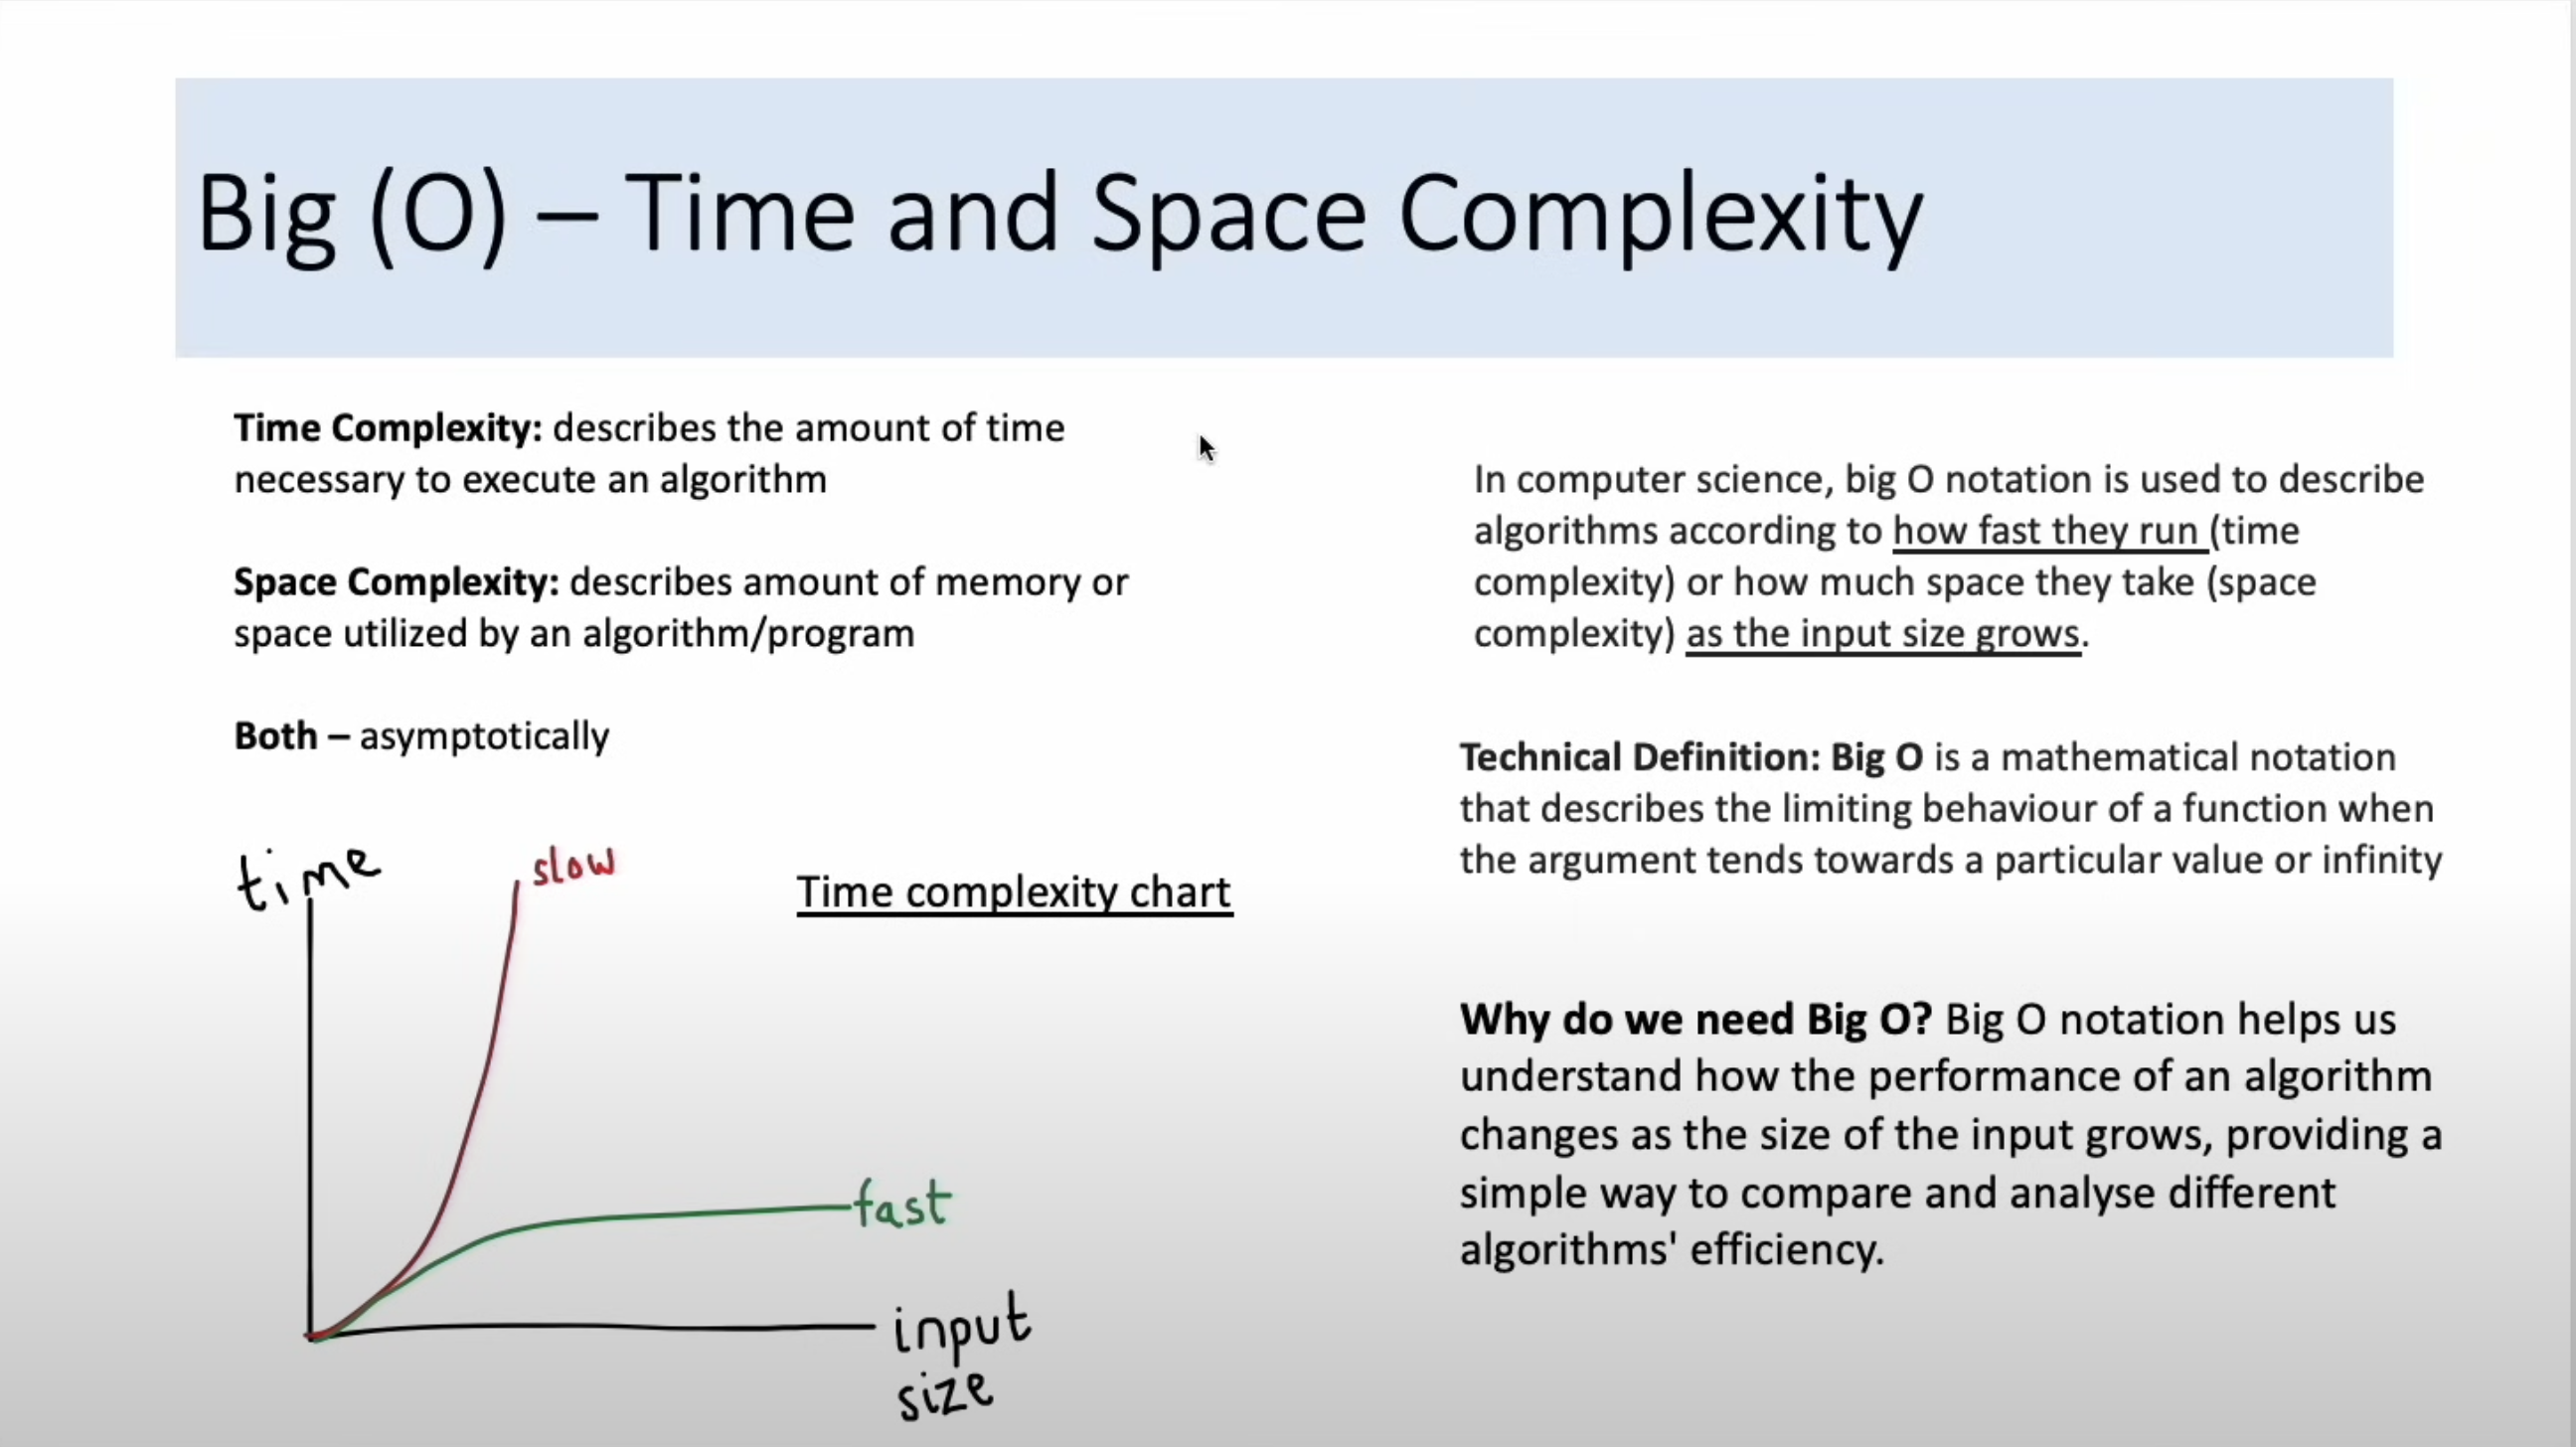 Big (O) – Time and Space Complexity
Time Complexity: describes the amount of time
necessary to execute an algorithm
Space Complexity: describes amount of memory or
space utilized by an algorithm/program
Both – asymptotically
time
slow
Time complexity chart
fast
input
size
In computer science, big O notation is used to describe
algorithms according to how fast they run (time
complexity) or how much space they take (space
complexity) as the input size grows.
Technical Definition: Big O is a mathematical notation
that describes the limiting behaviour of a function when
the argument tends towards a particular value or infinity
Why do we need Big O? Big O notation helps us
understand how the performance of an algorithm
changes as the size of the input grows, providing a
simple way to compare and analyse different
algorithms' efficiency.